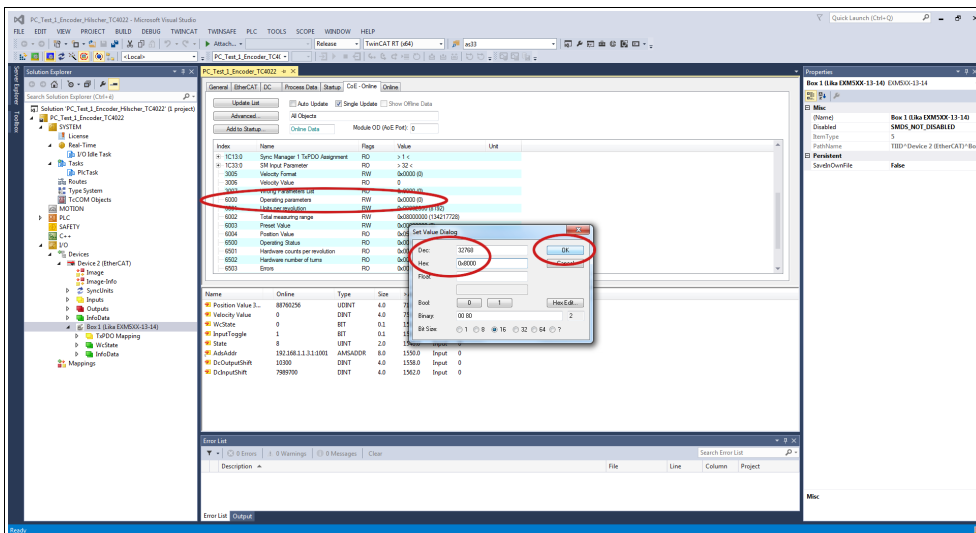 PC_Test_1_Encoder_Hilscher_TC4022 - Microsoft Visual Studio
Quick Launch (Ctrl+Q)
FILE EDIT VIEW PROJECT BUILD DEBUG TWINCAT TWINSAFE PLC TOOLS SCOPE WINDOW HELP
Attach... Release TwinCAT RT (x64) as33
<Local> PC_Test_1_Encoder_TC4(
Server Explorer
Toolbox
Solution Explorer
Search Solution Explorer (Ctrl+è)
Solution 'PC_Test_1_Encoder_Hilscher_TC4022' (1 project)
PC_Test_1_Encoder_TC4022
SYSTEM
License
Real-Time
I/O Idle Task
Tasks
PlcTask
Routes
Type System
TcCOM Objects
MOTION
PLC
SAFETY
C++
I/O
Devices
Device 2 (EtherCAT)
Image
Image-Info
SyncUnits
Inputs
Outputs
InfoData
Box 1 (Lika EXM5XX-13-14)
TxPDO Mapping
WcState
InfoData
Mappings
PC_Test_1_Encoder_TC4022
General EtherCAT DC Process Data Startup CoE - Online Online
Update List Auto Update Single Update Show Offline Data
Advanced... All Objects
Add to Startup... Online Data Module OD (AoE Port): 0
Index Name Flags Value Unit
1C13:0 Sync Manager 1 TxPDO Assignment RO > 1 <
1C33:0 SM Input Parameter RO > 32 <
3005 Velocity Format RW 0x0000 (0)
3006 Velocity Value RO 0
Parameters List RO
6000 Operating parameters RW 0x0000 (0)
6001 Units per revolution RW (8192)
6002 Total measuring range RW 0x08000000 (134217728)
6003 Preset Value RW
6004 Position Value RO
6500 Operating Status RO
6501 Hardware counts per revolution RO
6502 Hardware number of turns RO
6503 Errors RO
Set Value Dialog
Dec: 32768 OK
Hex: 0x8000 Cancel
Float:
Bool: 0 1 Hex Edit...
Binary: 00 80 2
Bit Size: 1 8 16 32 64 ?
Name Online Type Size
Position Value 3... 88760256 UDINT 4.0
Velocity Value 0 DINT 4.0
WcState 0 BIT 0.1
InputToggle 1 BIT 0.1
State 8 UINT 2.0 Input 0
AdsAddr 192.168.1.1.3.1:1001 AMSADDR 8.0 1550.0 Input 0
DcOutputShift 10300 DINT 4.0 1558.0 Input 0
DcInputShift 7989700 DINT 4.0 1562.0 Input 0
Error List
0 Errors 0 Warnings 0 Messages Clear Search Error List
Description File Line Column Project
Error List Output
Properties
Box 1 (Lika EXM5XX-13-14) EXM5XX-13-14
Misc
(Name) Box 1 (Lika EXM5XX-13-14)
Disabled SMDS_NOT_DISABLED
ItemType 5
PathName TIID^Device 2 (EtherCAT)^Bo
Persistent
SaveInOwnFile False
Misc
Ready